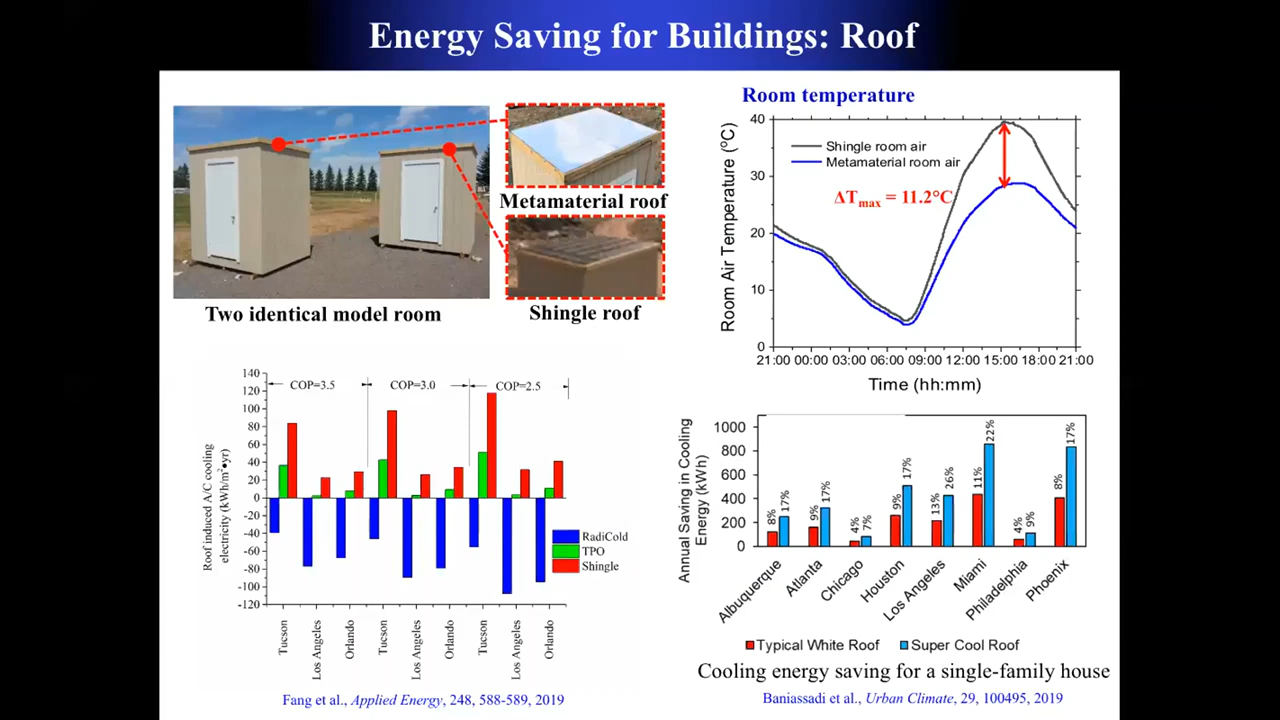 Energy Saving for Buildings: Roof
Metamaterial roof
Shingle roof
Two identical model room
Room temperature
Room Air Temperature (°C)
40
30
20
10
0
Shingle room air
Metamaterial room air
ΔTmax = 11.2°C
21:00 00:00 03:00 06:00 09:00 12:00 15:00 18:00 21:00
Time (hh:mm)
Roof induced A/C cooling
electricity (kWh/m²•yr)
140
120
100
80
60
40
20
0
-20
-40
-60
-80
-100
-120
COP=3.5 COP=3.0 COP=2.5
RadiCold
TPO
Shingle
Tucson Los Angeles Orlando Tucson Los Angeles Orlando Tucson Los Angeles Orlando
Fang et al., Applied Energy, 248, 588-589, 2019
Annual Saving in Cooling
Energy (kWh)
1000
800
600
400
200
0
8% 17% 9% 17% 4% 7% 9% 17% 13% 26% 11% 22% 4% 9% 8% 17%
Albuquerque Atlanta Chicago Houston Los Angeles Miami Philadelphia Phoenix
Typical White Roof Super Cool Roof
Cooling energy saving for a single-family house
Baniassadi et al., Urban Climate, 29, 100495, 2019